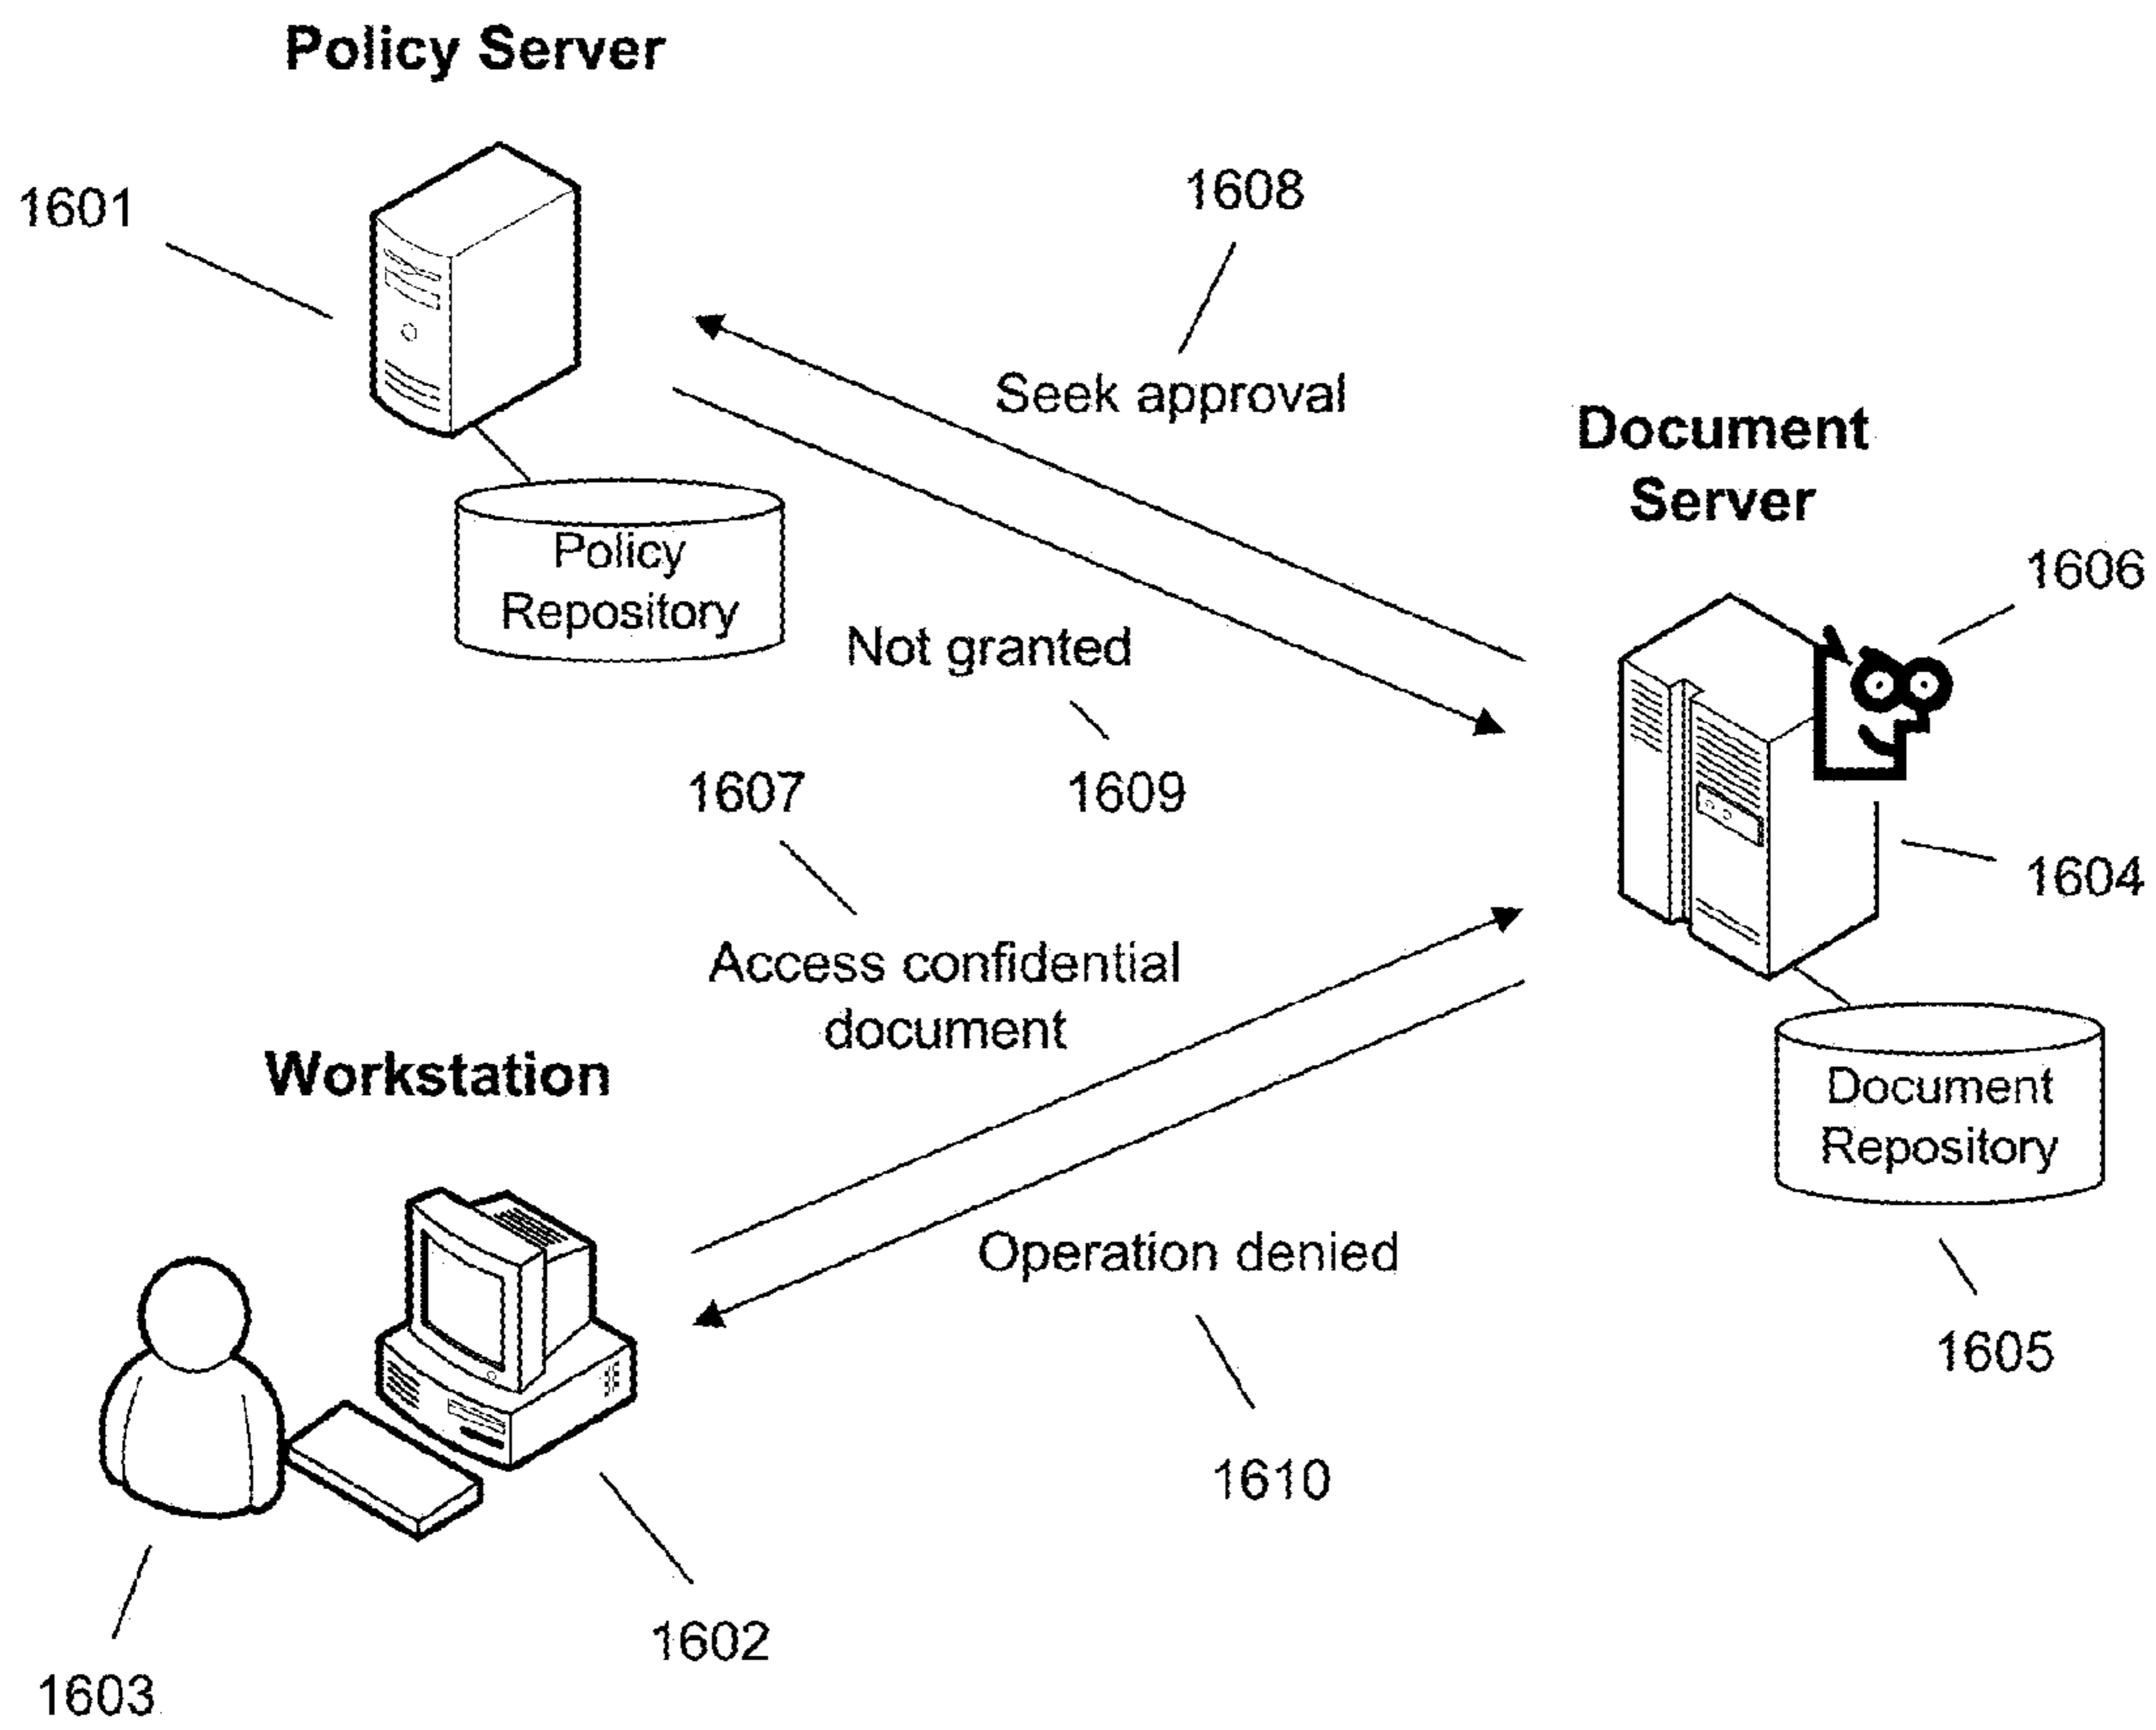 Policy Server
1601
1608
Seek approval
Document
Server
Policy
Repository
1606
Not granted
1607
1609
1604
Access confidential
document
Workstation
Document
Repository
Operation denied
1605
1610
1602
1603